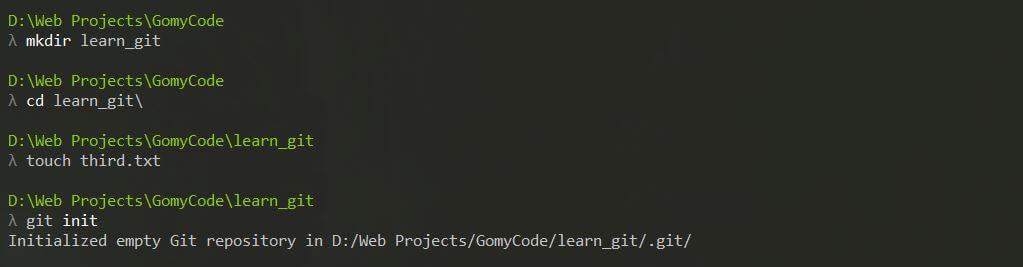 D:\Web Projects\GomyCode
λ mkdir learn_git
D:\Web Projects\GomyCode
λ cd learn_git\
D:\Web Projects\GomyCode\learn_git
λ touch third.txt
D:\Web Projects\GomyCode\learn_git
λ git init
Initialized empty Git repository in D:/Web Projects/GomyCode/learn_git/.git/